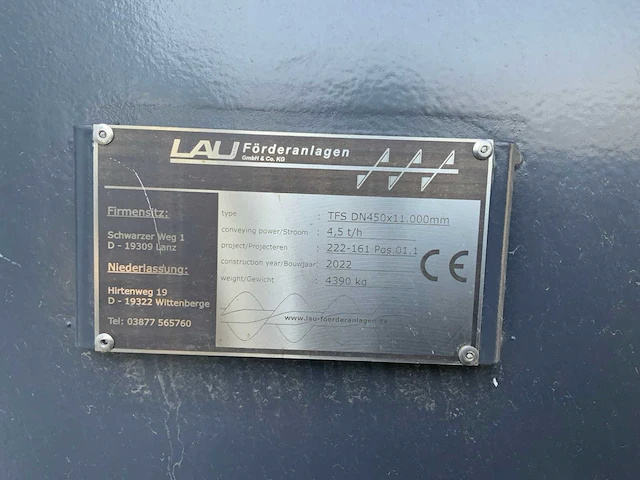 LAU Förderanlagen
GmbH & Co. KG
Firmensitz:
Schwarzer Weg 1
D - 19309 Lanz
Niederlassung:
Hirtenweg 19
D - 19322 Wittenberge
Tel: 03877 565760
type : TFS DN450x11.000mm
conveying power/Stroom : 4,5 t/h
project/Projecteren : 222-161 Pos.01.1
construction year/Bouwjaar : 2022
weight/Gewicht : 4390 kg
CE
www.lau-foerderanlagen.de